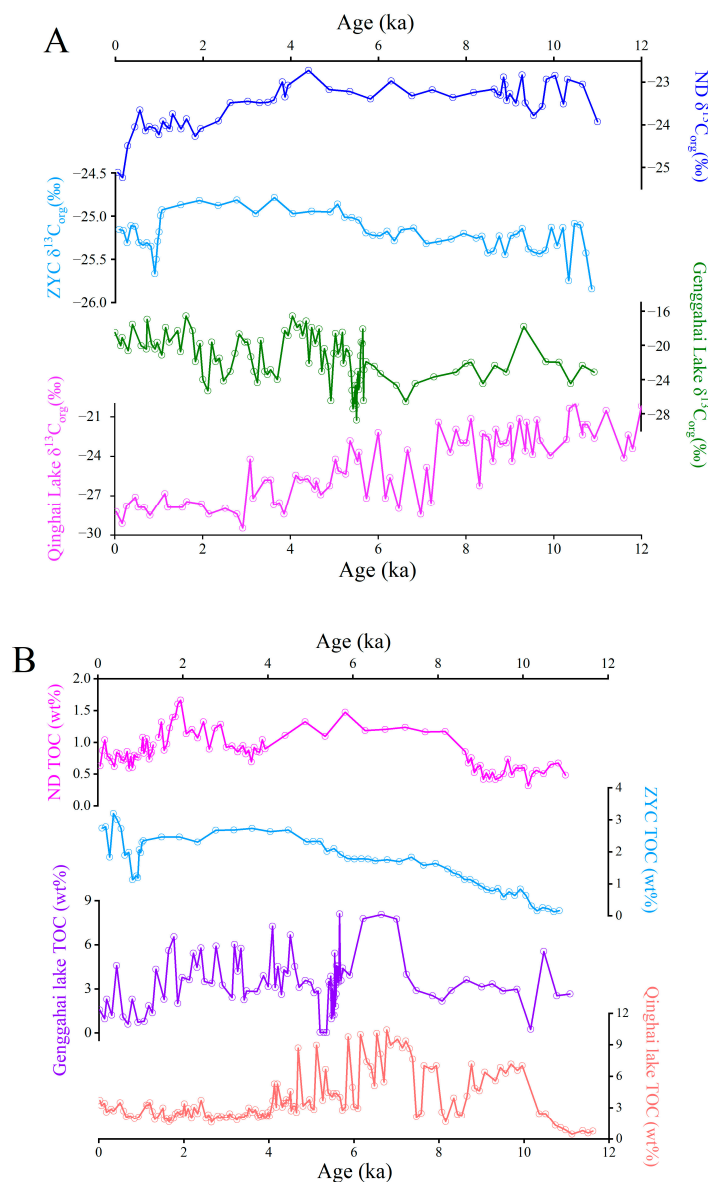 A
Age (ka)
0 2 4 6 8 10 12
−23
−24
−25
ND δ¹³Corg(‰)
−24.5
−25.0
−25.5
−26.0
ZYC δ¹³Corg(‰)
−16
−20
−24
−28
Genggahai Lake δ¹³Corg(‰)
−21
−24
−27
−30
Qinghai Lake δ¹³Corg(‰)
0 2 4 6 8 10 12
Age (ka)
B
Age (ka)
0 2 4 6 8 10 12
2.0
1.5
1.0
0.5
0.0
ND TOC (wt%)
4
3
2
1
0
ZYC TOC (wt%)
9
6
3
0
Genggahai lake TOC (wt%)
12
9
6
3
0
Qinghai lake TOC (wt%)
0 2 4 6 8 10 12
Age (ka)